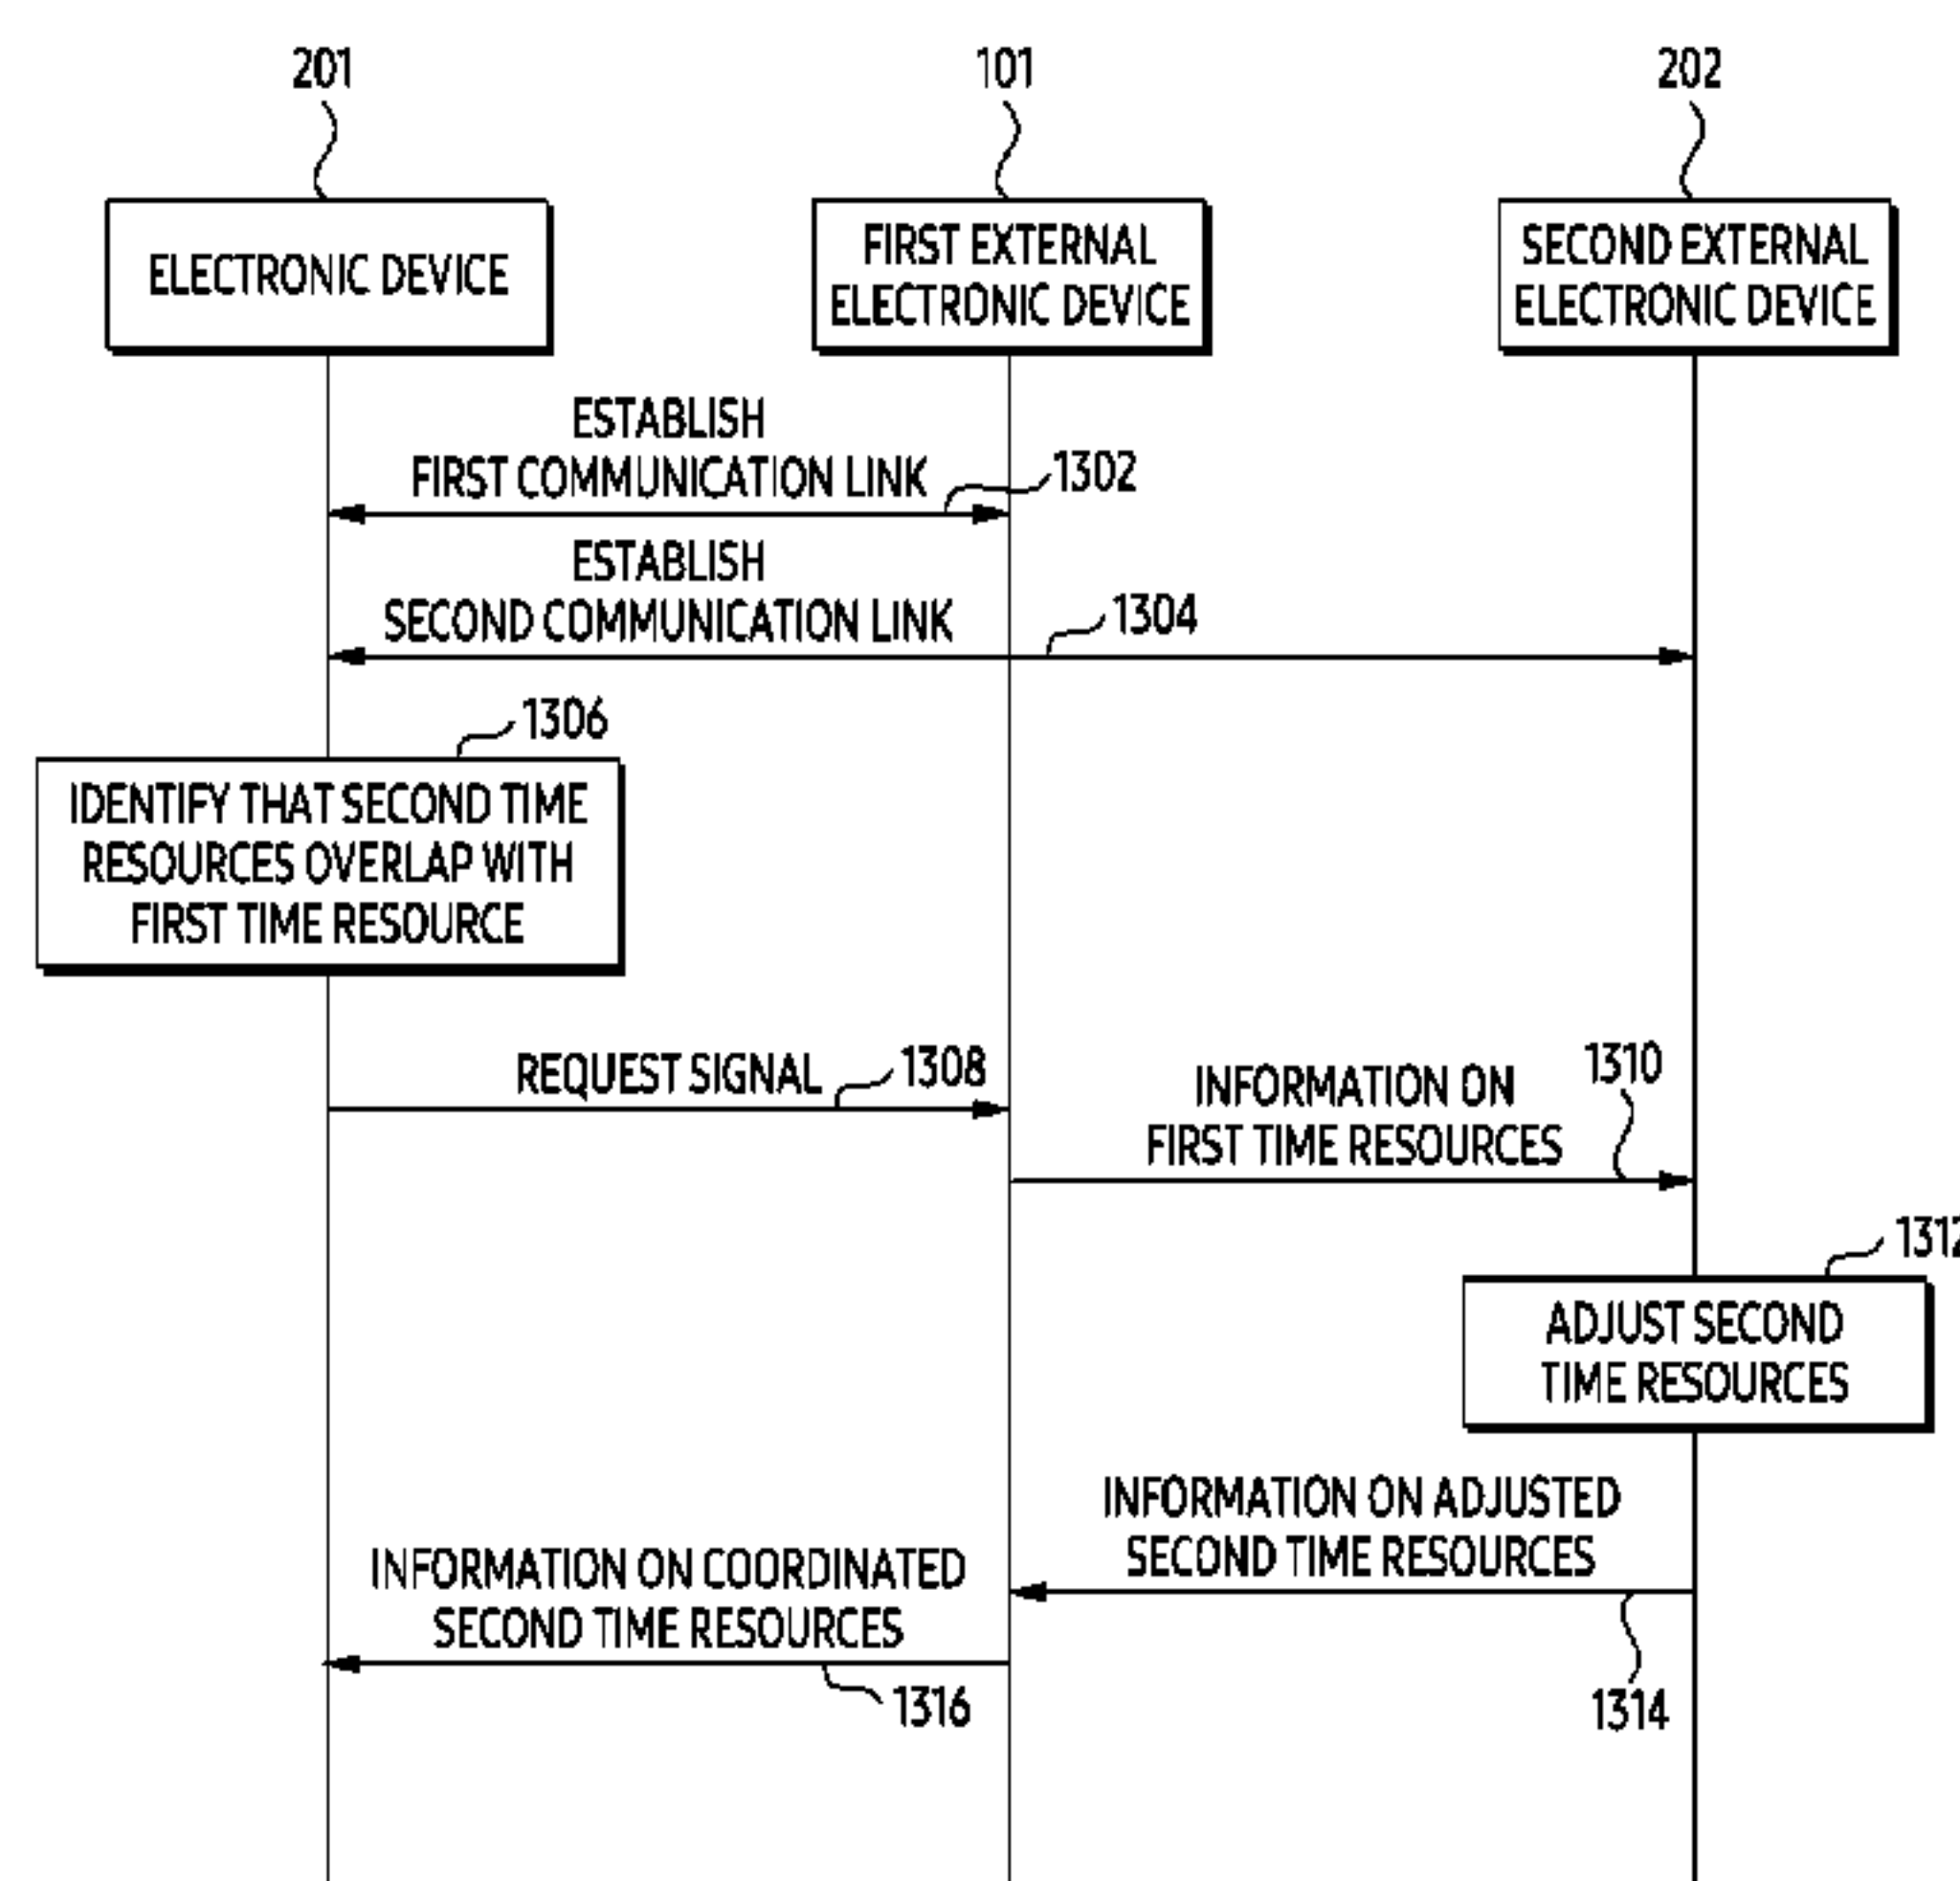 201
101
202
ELECTRONIC DEVICE
FIRST EXTERNAL
ELECTRONIC DEVICE
SECOND EXTERNAL
ELECTRONIC DEVICE
ESTABLISH
FIRST COMMUNICATION LINK
1302
ESTABLISH
SECOND COMMUNICATION LINK
1304
1306
IDENTIFY THAT SECOND TIME
RESOURCES OVERLAP WITH
FIRST TIME RESOURCE
REQUEST SIGNAL
1308
INFORMATION ON
FIRST TIME RESOURCES
1310
1312
ADJUST SECOND
TIME RESOURCES
INFORMATION ON ADJUSTED
SECOND TIME RESOURCES
1314
INFORMATION ON COORDINATED
SECOND TIME RESOURCES
1316